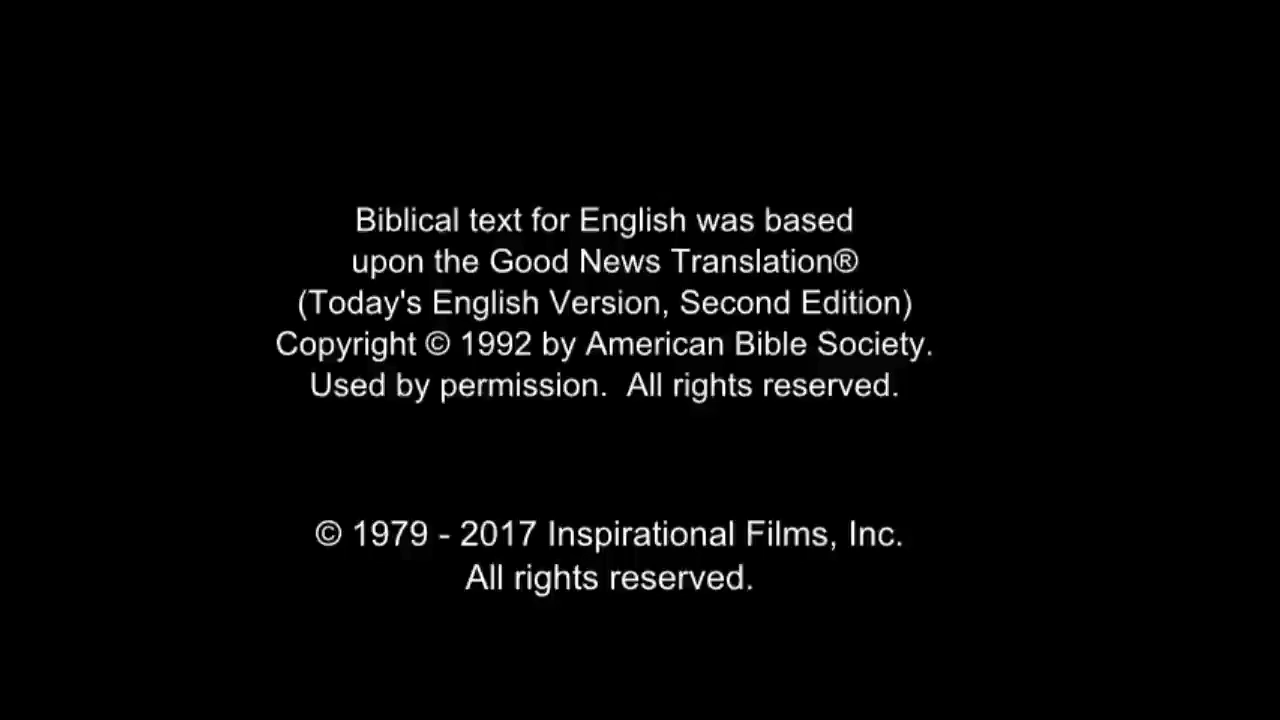 Biblical text for English was based
upon the Good News Translation®
(Today's English Version, Second Edition)
Copyright © 1992 by American Bible Society.
Used by permission.  All rights reserved.
© 1979 - 2017 Inspirational Films, Inc.
All rights reserved.